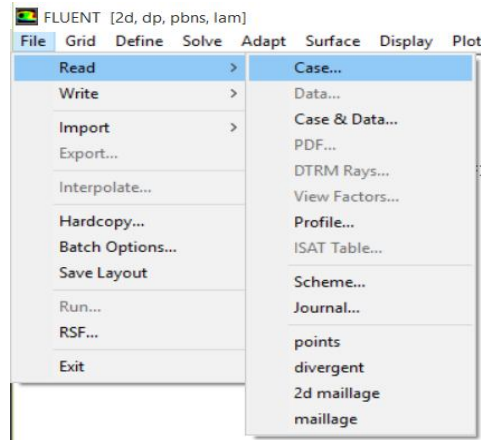 FLUENT [2d, dp, pbns, lam]
File Grid Define Solve Adapt Surface Display Plot
Read >
Write >
Import >
Export...
Interpolate...
Hardcopy...
Batch Options...
Save Layout
Run...
RSF...
Exit
Case...
Data...
Case & Data...
PDF...
DTRM Rays...
View Factors...
Profile...
ISAT Table...
Scheme...
Journal...
points
divergent
2d maillage
maillage